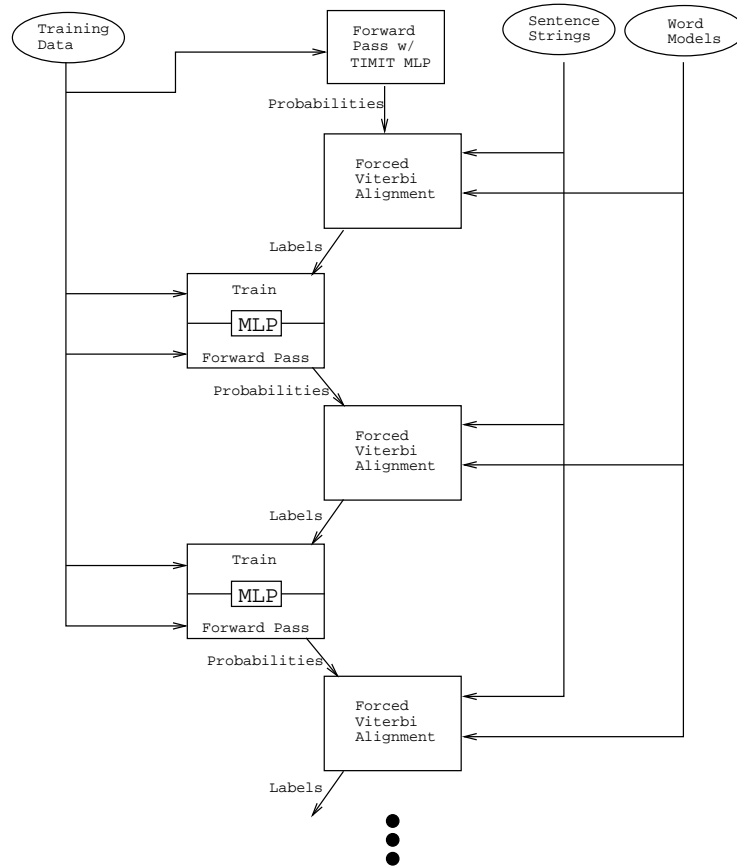 Training
Data
Forward
Pass w/
TIMIT MLP
Sentence
Strings
Word
Models
Probabilities
Forced
Viterbi
Alignment
Labels
Train
MLP
Forward Pass
Probabilities
Forced
Viterbi
Alignment
Labels
Train
MLP
Forward Pass
Probabilities
Forced
Viterbi
Alignment
Labels